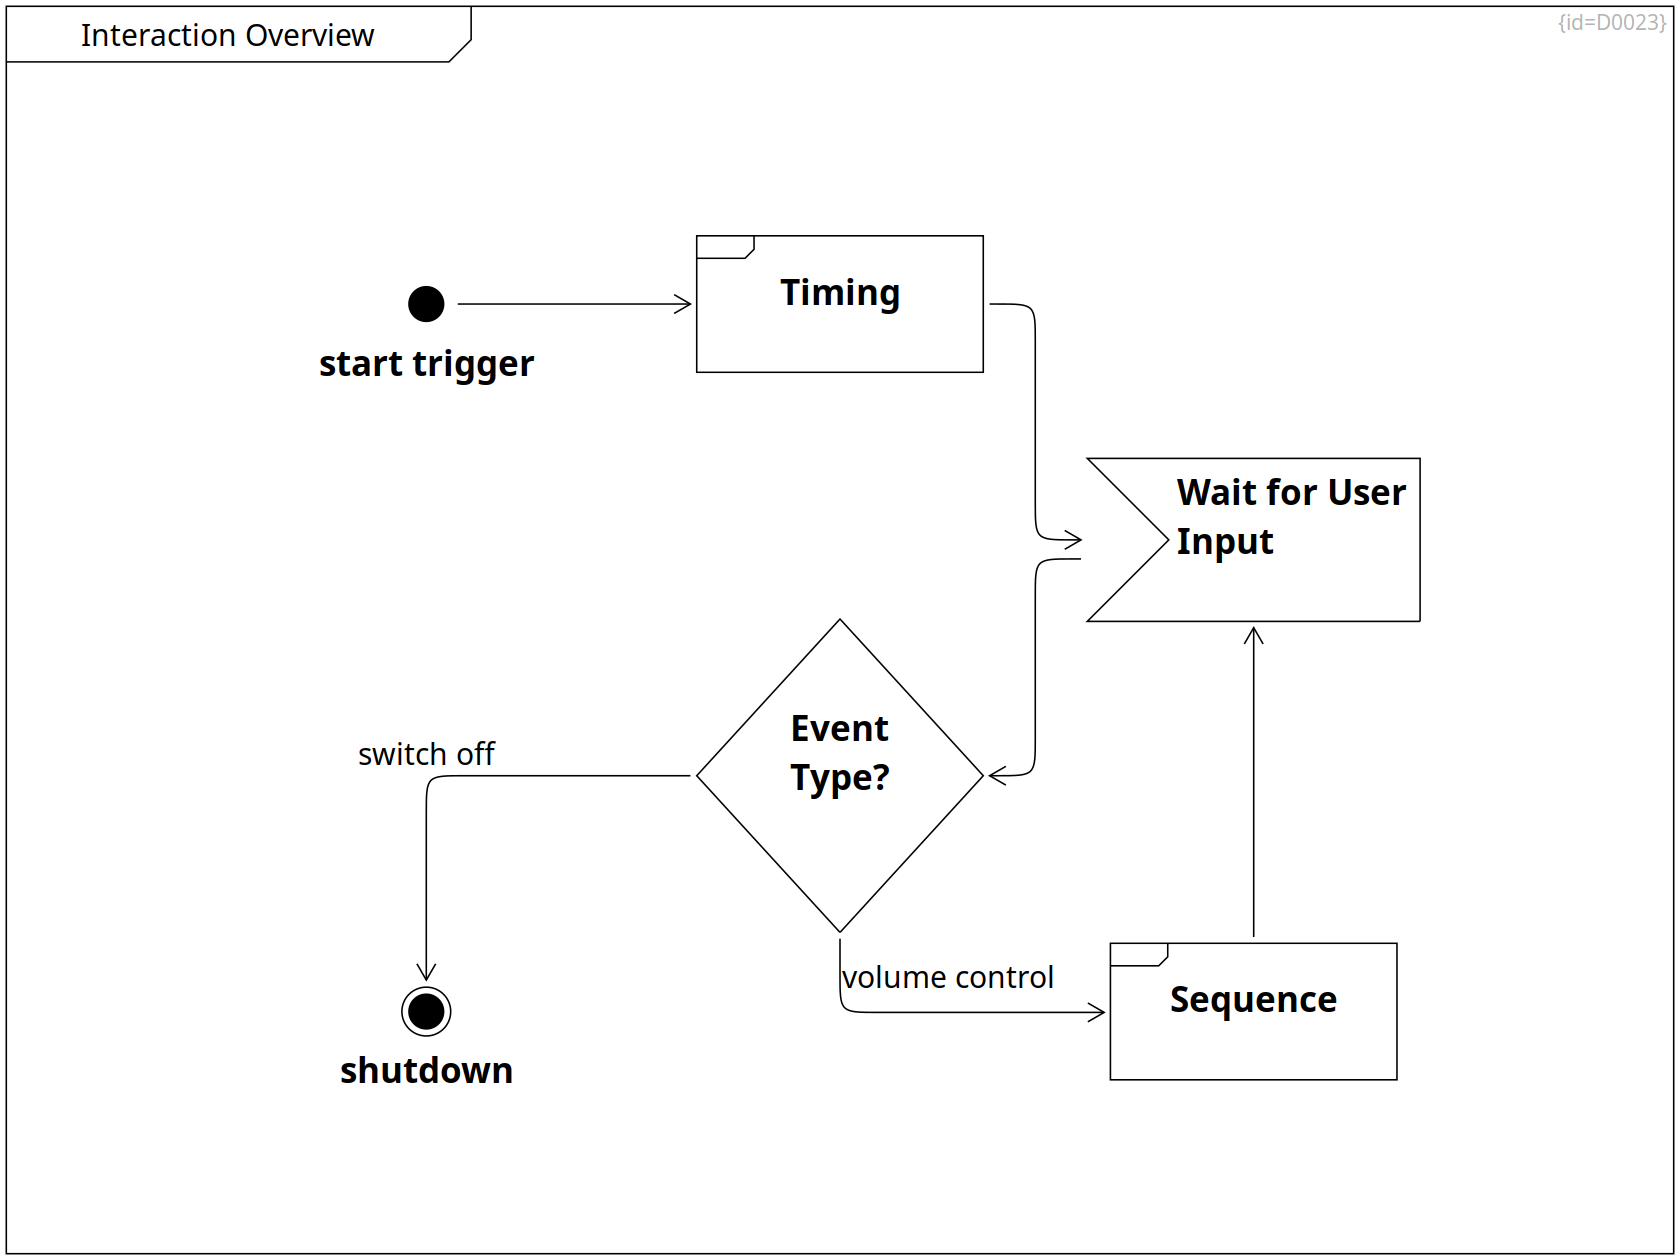 Interaction Overview
{id=D0023}
Timing
start trigger
Wait for User
Input
Event
Type?
switch off
volume control
Sequence
shutdown